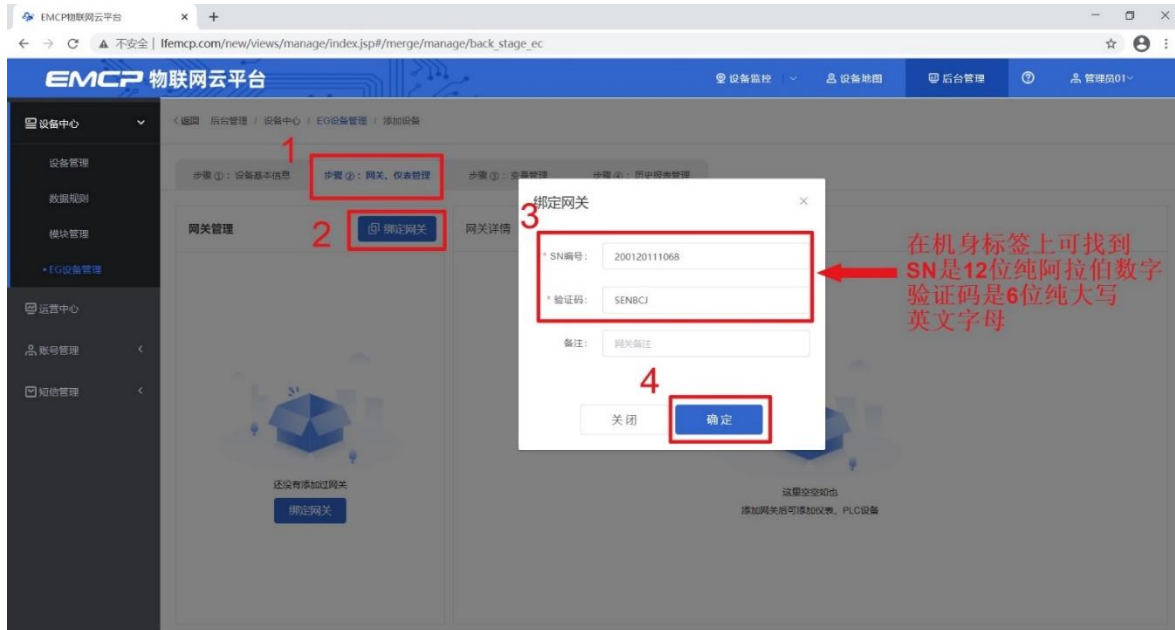 EMCP物联网云平台
不安全 | lfemcp.com/new/views/manage/index.jsp#/merge/manage/back_stage_ec
EMCP 物联网云平台
设备监控
设备地图
后台管理
管理员01
设备中心
设备管理
数据规则
模块管理
•EG设备管理
运营中心
账号管理
短信管理
<返回 后台管理 / 设备中心 / EG设备管理 / 添加设备
1
步骤①:设备基本信息
步骤②:网关、仪表管理
步骤③:变量管理
步骤④:历史报表管理
网关管理
2
绑定网关
网关详情
还没有添加过网关
绑定网关
绑定网关
×
3
* SN编号:
200120111068
* 验证码:
SENBCJ
备注:
网关备注
4
关闭
确定
在机身标签上可找到
SN是12位纯阿拉伯数字
验证码是6位纯大写
英文字母
这里空空如也
添加网关后可添加仪表、PLC设备